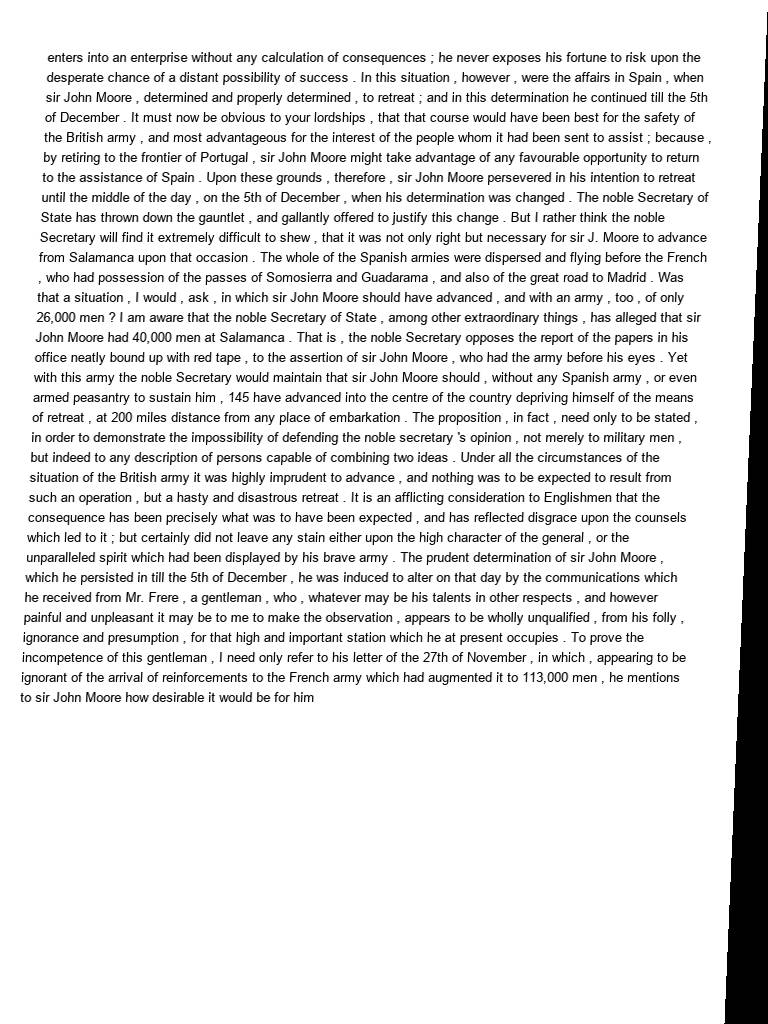 enters into an enterprise without any calculation of consequences ; he never exposes his fortune to risk upon the
desperate chance of a distant possibility of success . In this situation , however , were the affairs in Spain , when
sir John Moore , determined and properly determined , to retreat ; and in this determination he continued till the 5th
of December . It must now be obvious to your lordships , that that course would have been best for the safety of
the British army , and most advantageous for the interest of the people whom it had been sent to assist ; because ,
by retiring to the frontier of Portugal , sir John Moore might take advantage of any favourable opportunity to return
to the assistance of Spain . Upon these grounds , therefore , sir John Moore persevered in his intention to retreat
until the middle of the day , on the 5th of December , when his determination was changed . The noble Secretary of
State has thrown down the gauntlet , and gallantly offered to justify this change . But I rather think the noble
Secretary will find it extremely difficult to shew , that it was not only right but necessary for sir J. Moore to advance
from Salamanca upon that occasion . The whole of the Spanish armies were dispersed and flying before the French
, who had possession of the passes of Somosierra and Guadarama , and also of the great road to Madrid . Was
that a situation , I would , ask , in which sir John Moore should have advanced , and with an army , too , of only
26,000 men ? I am aware that the noble Secretary of State , among other extraordinary things , has alleged that sir
John Moore had 40,000 men at Salamanca . That is , the noble Secretary opposes the report of the papers in his
office neatly bound up with red tape , to the assertion of sir John Moore , who had the army before his eyes . Yet
with this army the noble Secretary would maintain that sir John Moore should , without any Spanish army , or even
armed peasantry to sustain him , 145 have advanced into the centre of the country depriving himself of the means
of retreat , at 200 miles distance from any place of embarkation . The proposition , in fact , need only to be stated ,
in order to demonstrate the impossibility of defending the noble secretary 's opinion , not merely to military men ,
but indeed to any description of persons capable of combining two ideas . Under all the circumstances of the
situation of the British army it was highly imprudent to advance , and nothing was to be expected to result from
such an operation , but a hasty and disastrous retreat . It is an afflicting consideration to Englishmen that the
consequence has been precisely what was to have been expected , and has reflected disgrace upon the counsels
which led to it ; but certainly did not leave any stain either upon the high character of the general , or the
unparalleled spirit which had been displayed by his brave army . The prudent determination of sir John Moore ,
which he persisted in till the 5th of December , he was induced to alter on that day by the communications which
he received from Mr. Frere , a gentleman , who , whatever may be his talents in other respects , and however
painful and unpleasant it may be to me to make the observation , appears to be wholly unqualified , from his folly ,
ignorance and presumption , for that high and important station which he at present occupies . To prove the
incompetence of this gentleman , I need only refer to his letter of the 27th of November , in which , appearing to be
ignorant of the arrival of reinforcements to the French army which had augmented it to 113,000 men , he mentions
to sir John Moore how desirable it would be for him